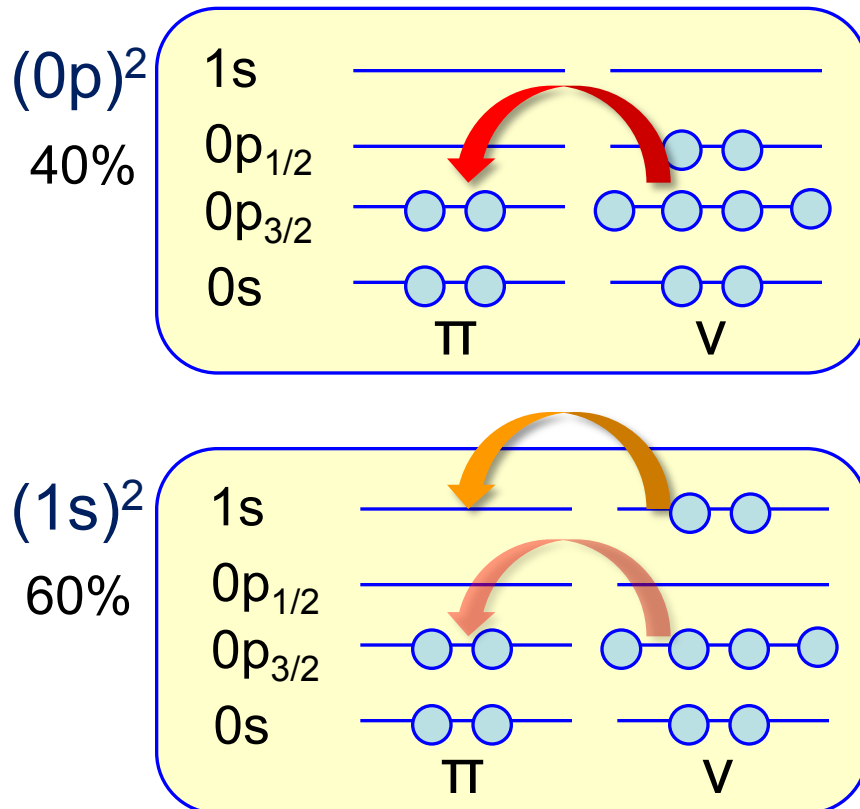 (0p)²
40%
1s
0p₁/₂
0p₃/₂
0s
π ν
(1s)²
60%
1s
0p₁/₂
0p₃/₂
0s
π ν